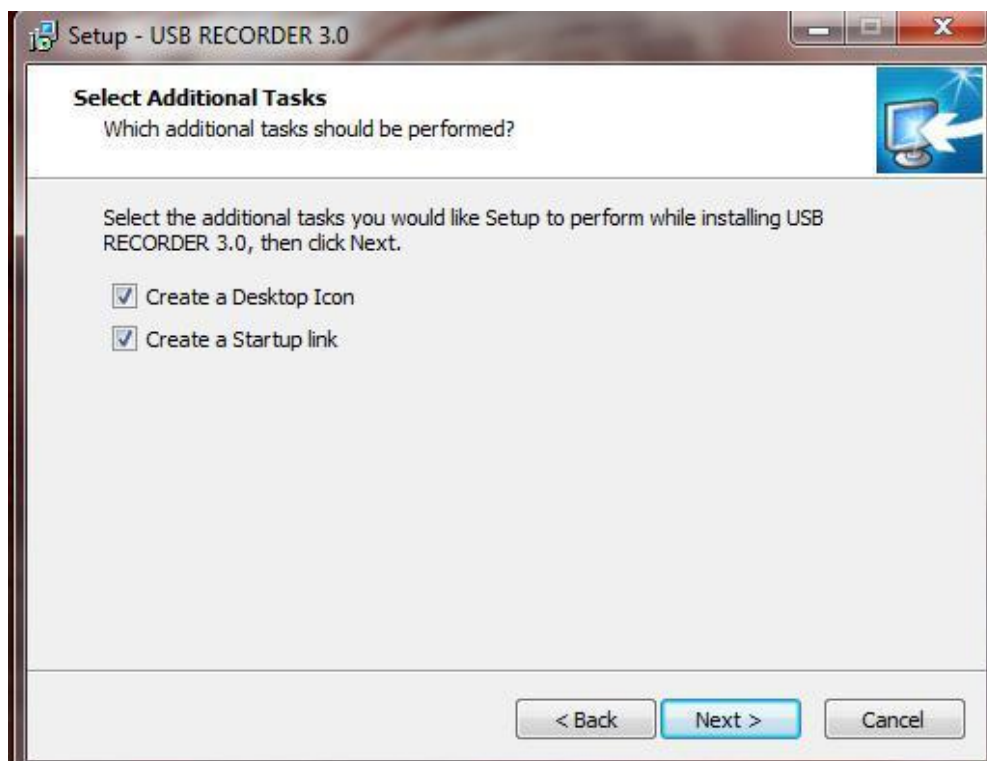 Setup - USB RECORDER 3.0
Select Additional Tasks
Which additional tasks should be performed?
Select the additional tasks you would like Setup to perform while installing USB
RECORDER 3.0, then click Next.
Create a Desktop Icon
Create a Startup link
< Back Next > Cancel